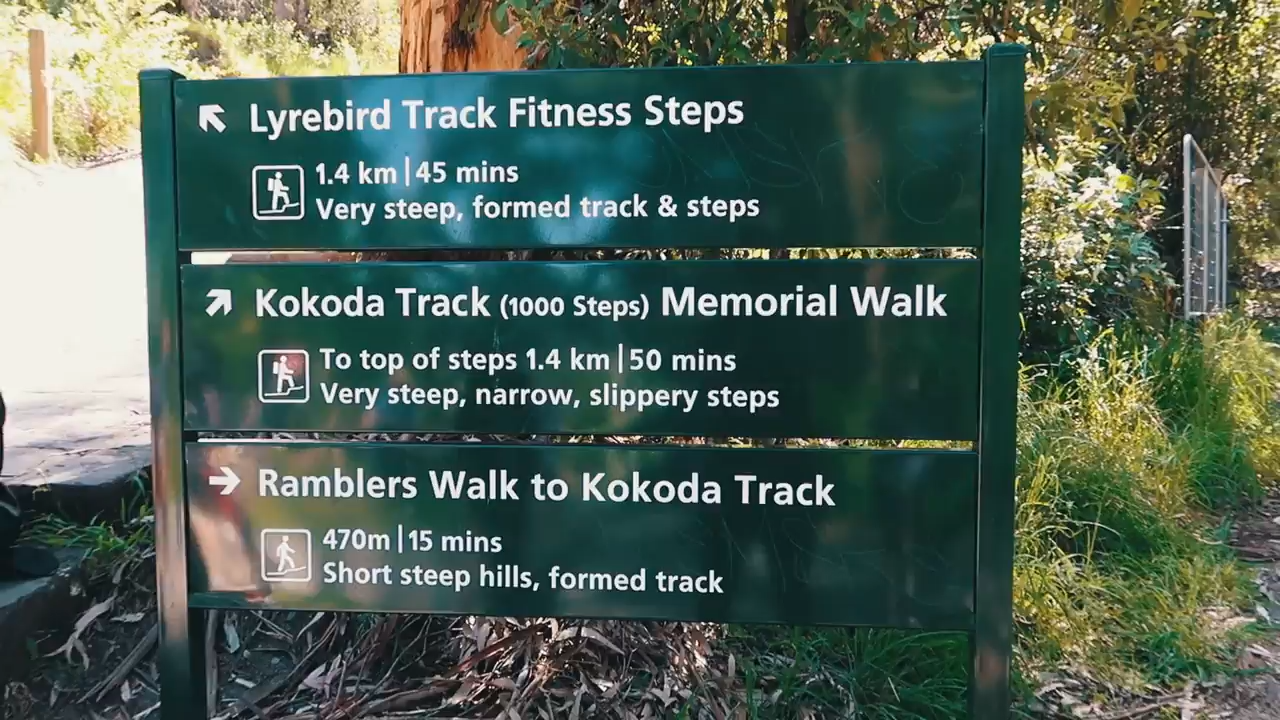 Lyrebird Track Fitness Steps
1.4 km | 45 mins
Very steep, formed track & steps
Kokoda Track (1000 Steps) Memorial Walk
To top of steps 1.4 km | 50 mins
Very steep, narrow, slippery steps
Ramblers Walk to Kokoda Track
470m | 15 mins
Short steep hills, formed track